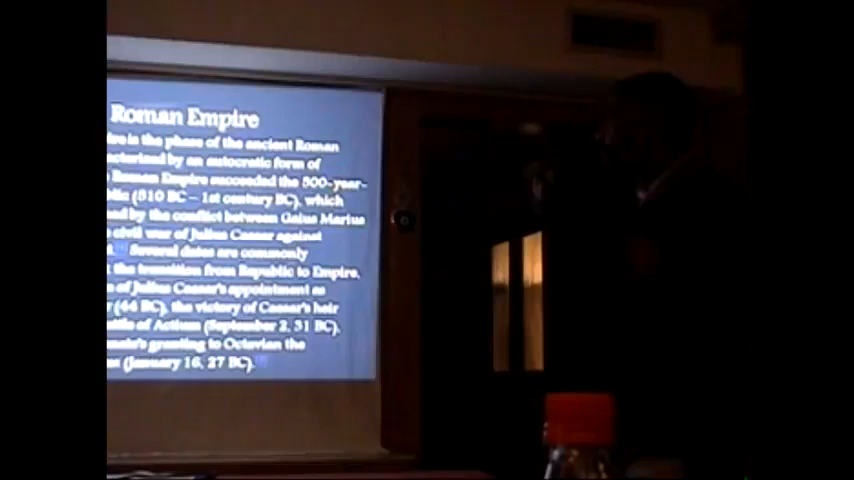 Roman Empire
is the phase of the ancient Roman
by an autocratic form of
Roman Empire succeeded the 500-year-
(510 BC – 1st century BC), which
by the conflict between Gaius Marius
civil war of Julius Caesar against
Several dates are commonly
the transition from Republic to Empire,
of Julius Caesar's appointment as
(44 BC), the victory of Caesar's heir
of Actium (September 2, 31 BC),
granting to Octavian the
(January 16, 27 BC).